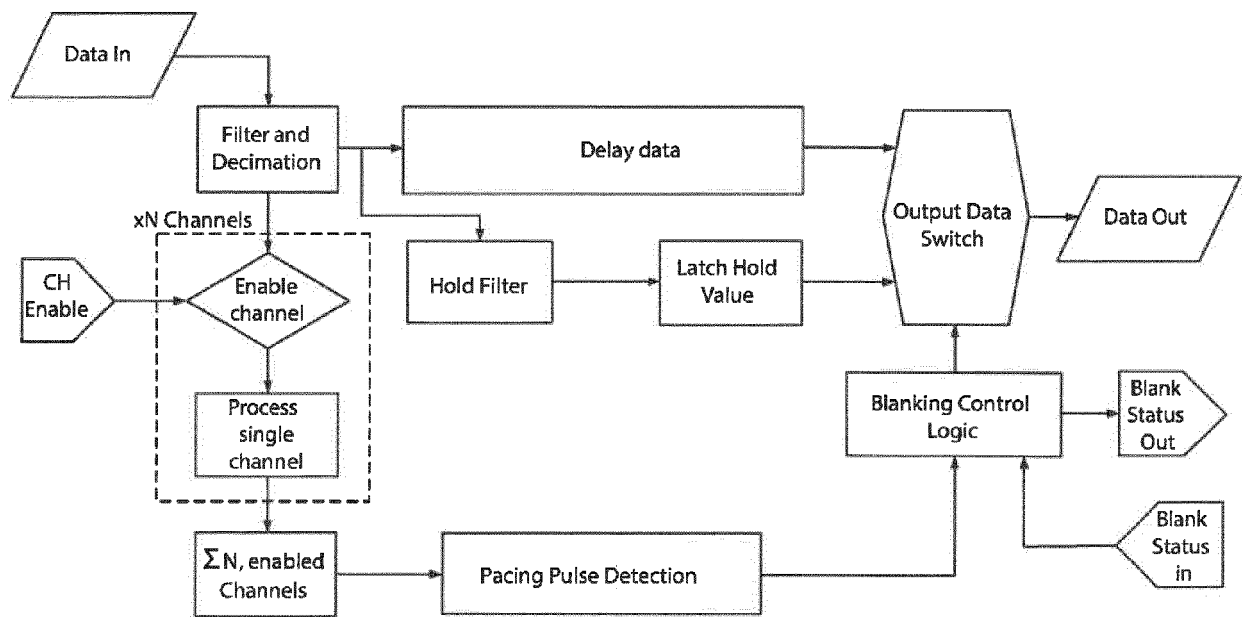 Data In
Filter and
Decimation
Delay data
Output Data
Switch
Data Out
xN Channels
CH
Enable
Enable
channel
Hold Filter
Latch Hold
Value
Process
single
channel
Blanking Control
Logic
Blank
Status
Out
ΣN, enabled
Channels
Pacing Pulse Detection
Blank
Status
in